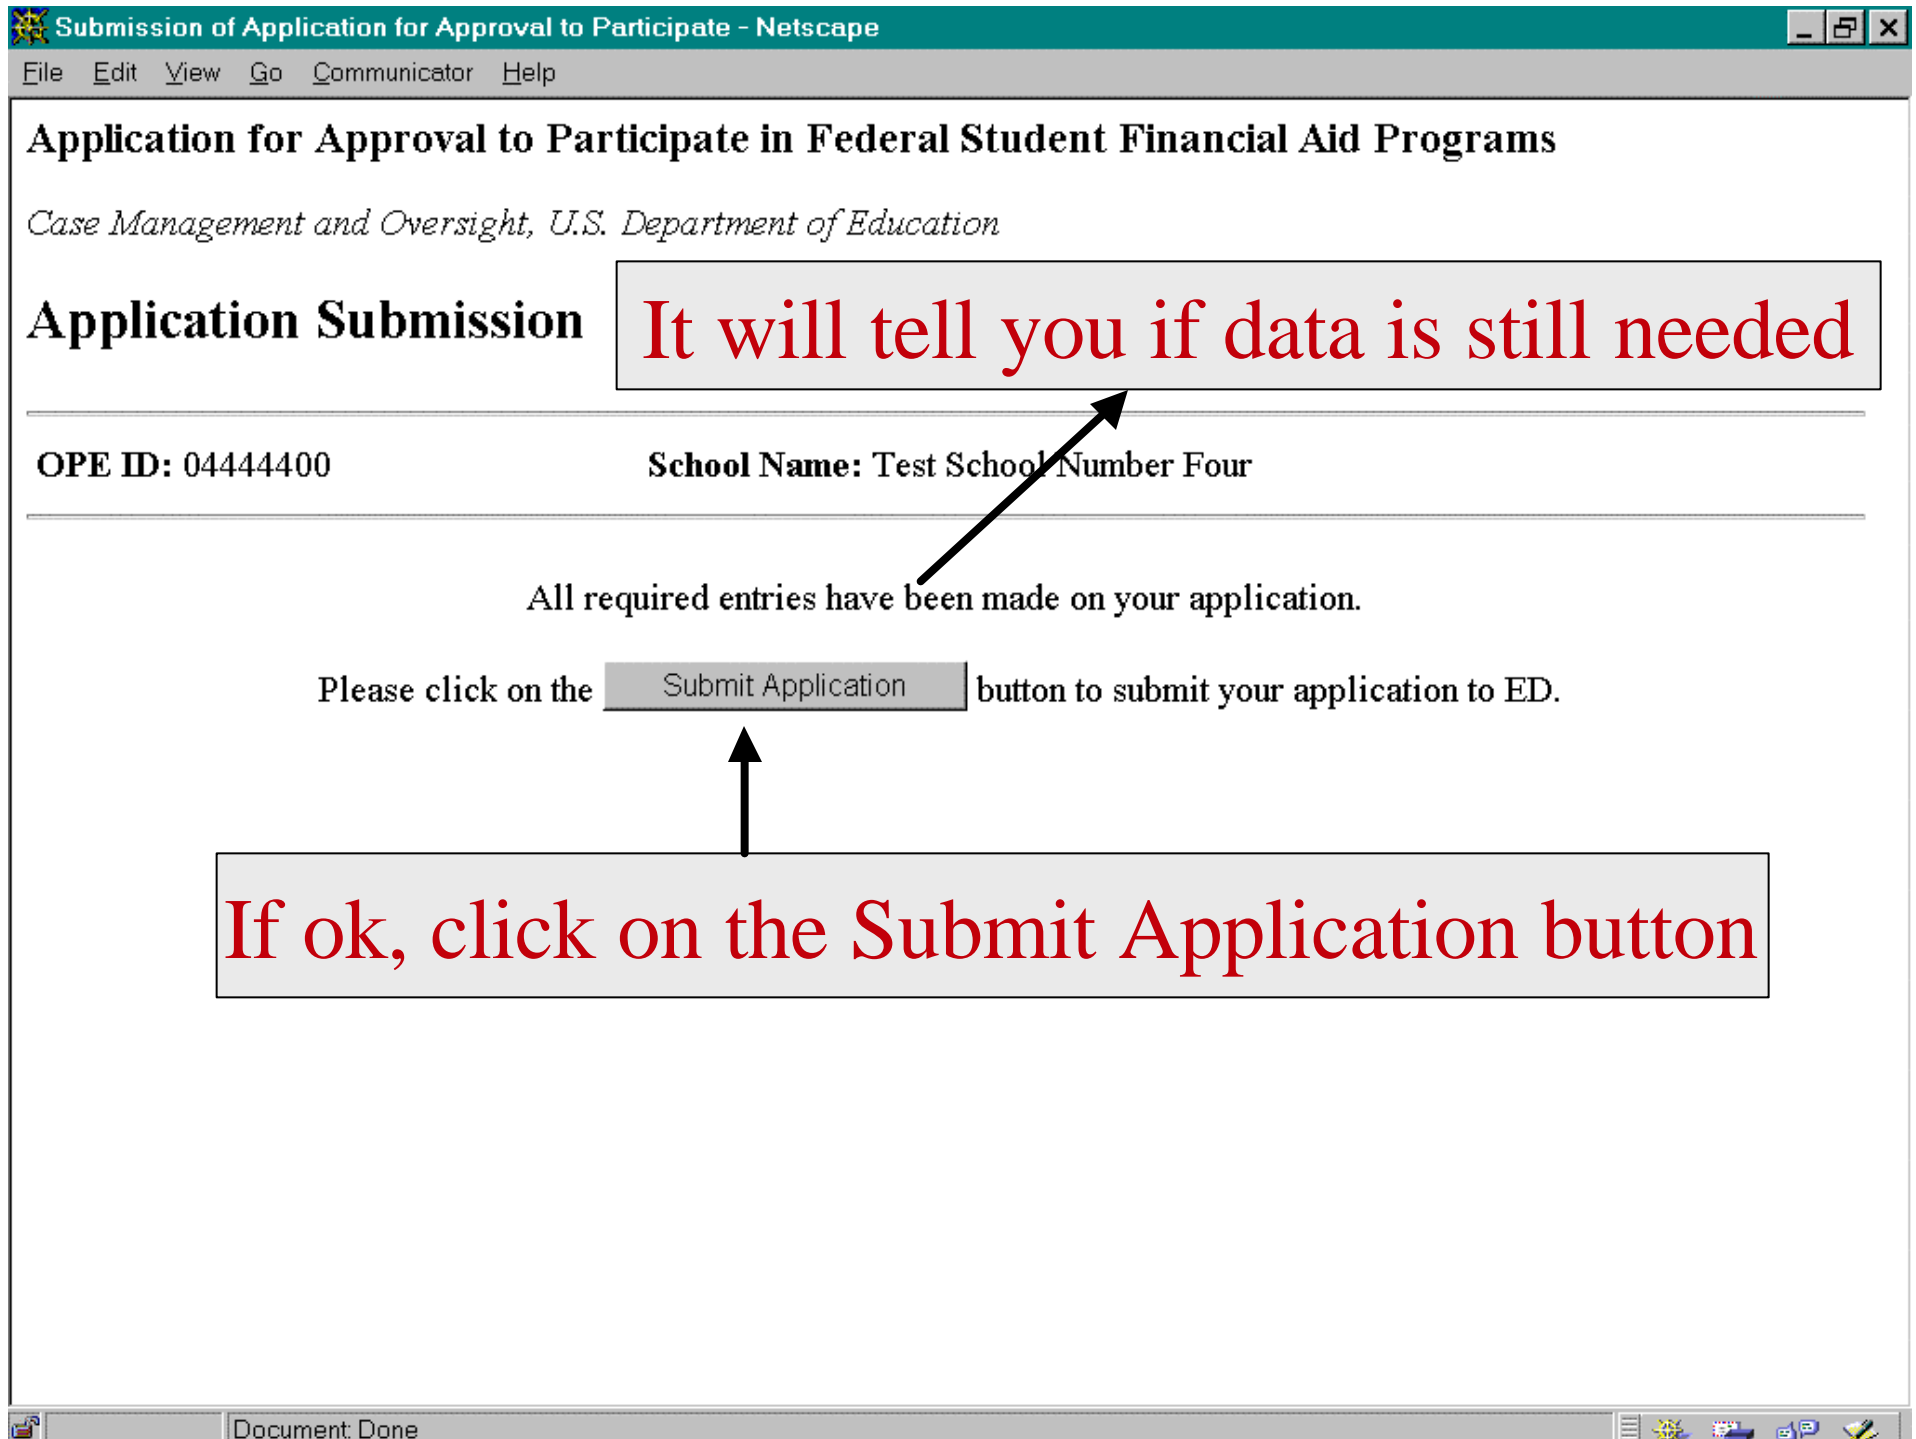 Submission of Application for Approval to Participate - Netscape
File Edit View Go Communicator Help
Application for Approval to Participate in Federal Student Financial Aid Programs
Case Management and Oversight, U.S. Department of Education
Application Submission
It will tell you if data is still needed
OPE ID: 04444400 School Name: Test School Number Four
All required entries have been made on your application.
Please click on the Submit Application button to submit your application to ED.
If ok, click on the Submit Application button
Document: Done